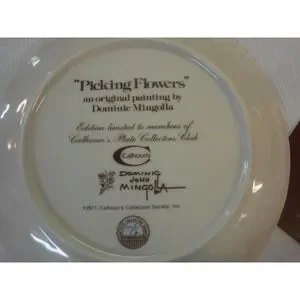 "Picking Flowers"
an original painting by
Dominic Mingolla
Edition limited to members of
Calhoun's Plate Collectors Club
Calhoun's
DOMINIC
JOHN
MINGOLLA
©1977, Calhoun's Collectors Society, Inc.